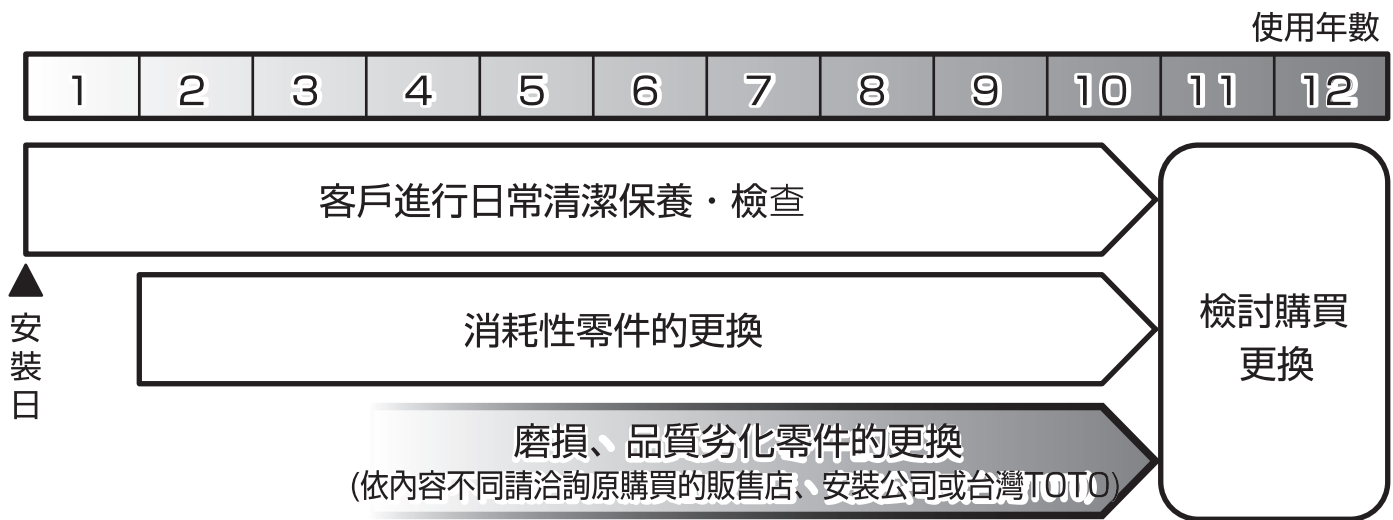 使用年數
1 2 3 4 5 6 7 8 9 10 11 12
客戶進行日常清潔保養・檢查
安裝日
消耗性零件的更換
檢討購買
更換
磨損、品質劣化零件的更換
(依內容不同請洽詢原購買的販售店、安裝公司或台灣TOTO)